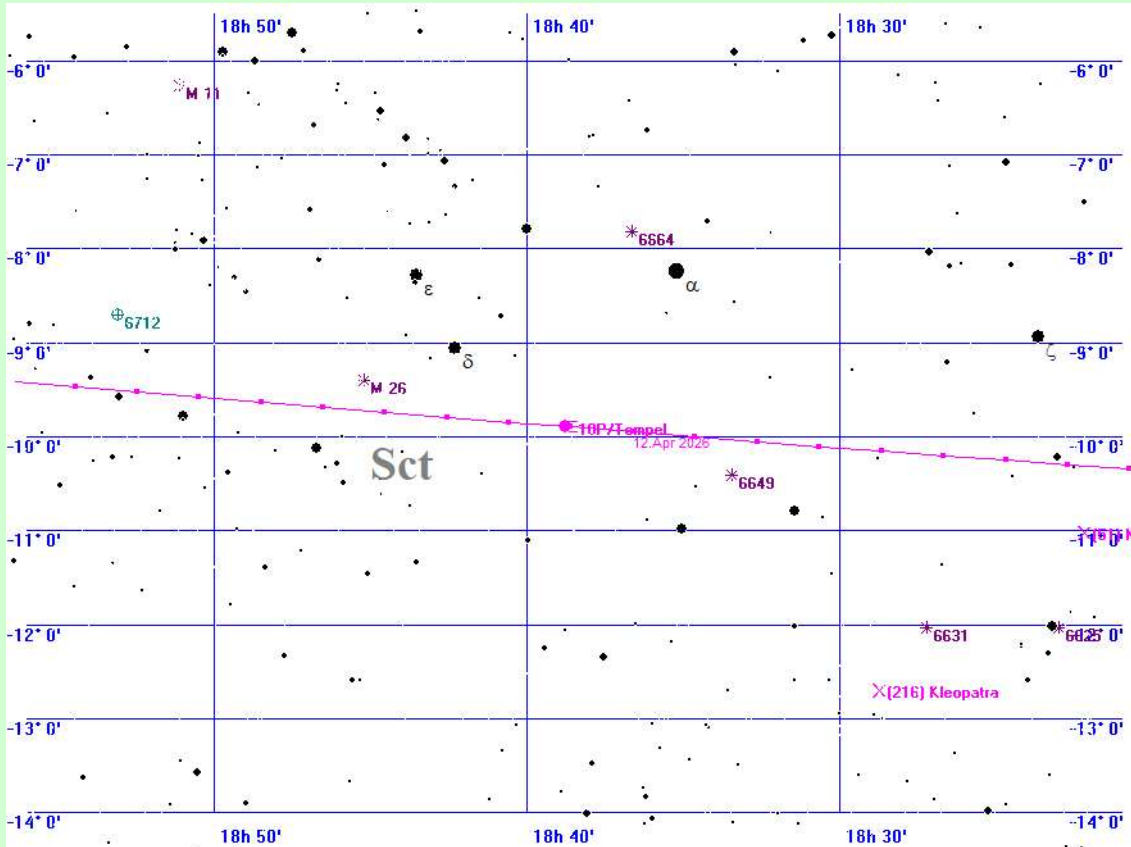 18h 50' 18h 40' 18h 30'
-6° 0' -6° 0'
M 11
-7° 0' -7° 0'
-8° 0' 6664 -8° 0'
ε α
6712
-9° 0' δ ζ -9° 0'
M 26
10P/Tempel
-10° 0' 12.Apr 2026 -10° 0'
Sct
6649
-11° 0' -11° 0'
-12° 0' 6631 6625 -12° 0'
(216) Kleopatra
-13° 0' -13° 0'
-14° 0' -14° 0'
18h 50' 18h 40' 18h 30'